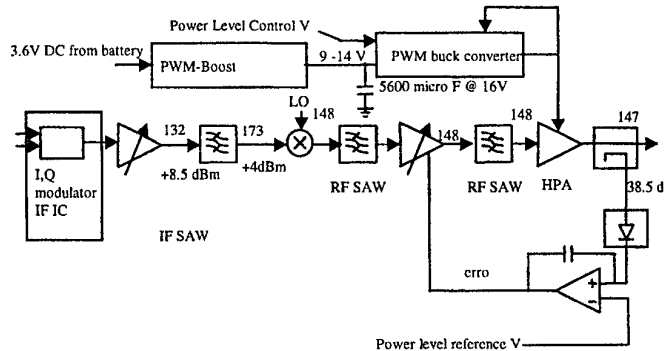 Power Level Control V
3.6V DC from battery
PWM-Boost
9 -14 V
PWM buck converter
5600 micro F @ 16V
LO
148
132
173
148
148
147
+8.5 dBm
+4dBm
I,Q
modulator
IF IC
IF SAW
RF SAW
RF SAW
HPA
38.5 d
erro
+
−
Power level reference V